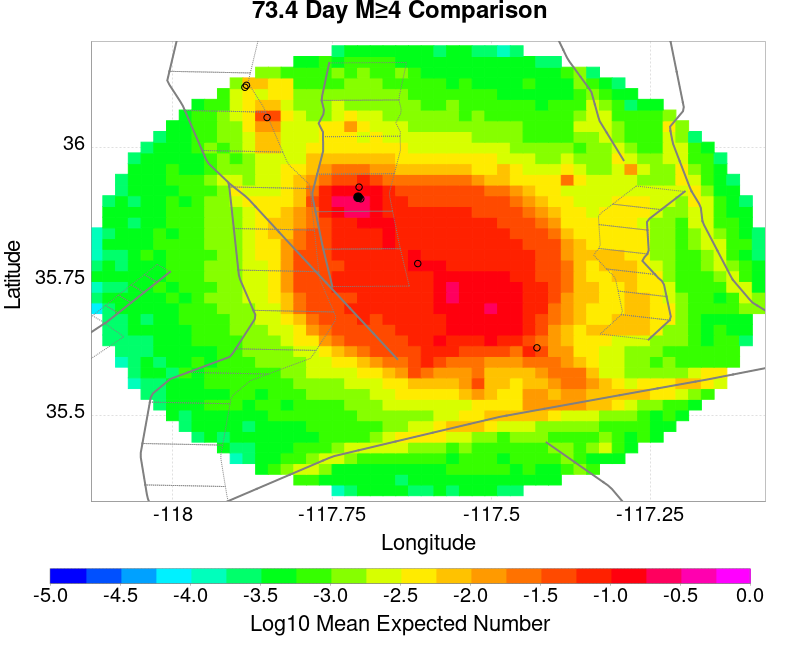 73.4 Day M≥4 Comparison
36
35.75
35.5
Latitude
-118 -117.75 -117.5 -117.25
Longitude
-5.0 -4.5 -4.0 -3.5 -3.0 -2.5 -2.0 -1.5 -1.0 -0.5 0.0
Log10 Mean Expected Number